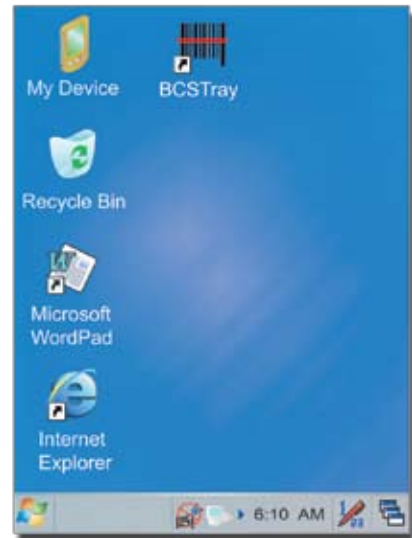 My Device
BCSTray
Recycle Bin
Microsoft
WordPad
Internet
Explorer
6:10 AM